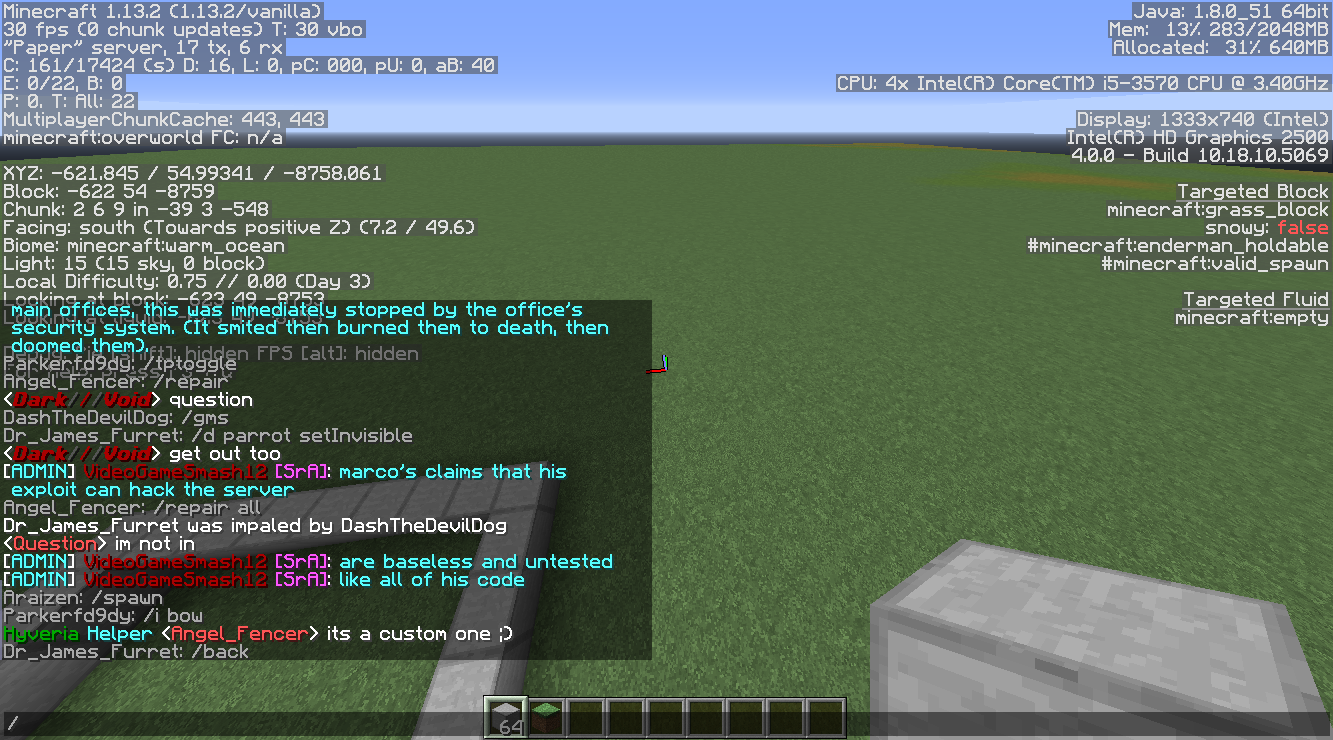 Minecraft 1.13.2 (1.13.2/vanilla)
30 fps (0 chunk updates) T: 30 vbo
"Paper" server, 17 tx, 6 rx
C: 161/17424 (s) D: 16, L: 0, pC: 000, pU: 0, aB: 40
E: 0/22, B: 0
P: 0. T: All: 22
MultiplayerChunkCache: 443, 443
minecraft:overworld FC: n/a
XYZ: -621.845 / 54.99341 / -8758.061
Block: -622 54 -8759
Chunk: 2 6 9 in -39 3 -548
Facing: south (Towards positive Z) (7.2 / 49.6)
Biome: minecraft:warm_ocean
Light: 15 (15 sky, 0 block)
Local Difficulty: 0.75 // 0.00 (Day 3)
Looking at block: -623 49 -8753
Java: 1.8.0_51 64bit
Mem: 13% 283/2048MB
Allocated: 31% 640MB
CPU: 4x Intel(R) Core(TM) i5-3570 CPU @ 3.40GHz
Display: 1333x740 (Intel)
Intel(R) HD Graphics 2500
4.0.0 - Build 10.18.10.5069
Targeted Block
minecraft:grass_block
snowy: false
#minecraft:enderman_holdable
#minecraft:valid_spawn
Targeted Fluid
minecraft:empty
main offices, this was immediately stopped by the office's
security system. (It smited then burned them to death, then
doomed them).
hidden FPS [alt]: hidden
Parkerfd9dy: /tptoggle
Angel_Fencer: /repair
<Dark///Void> question
DashTheDevilDog: /gms
Dr_James_Furret: /d parrot setInvisible
<Dark///Void> get out too
[ADMIN] VideoGameSmash12 [SrA]: marco's claims that his
exploit can hack the server
Angel_Fencer: /repair all
Dr_James_Furret was impaled by DashTheDevilDog
<Question> im not in
[ADMIN] VideoGameSmash12 [SrA]: are baseless and untested
[ADMIN] VideoGameSmash12 [SrA]: like all of his code
Araizen: /spawn
Parkerfd9dy: /i bow
Hyveria Helper <Angel_Fencer> its a custom one ;)
Dr_James_Furret: /back
64
/